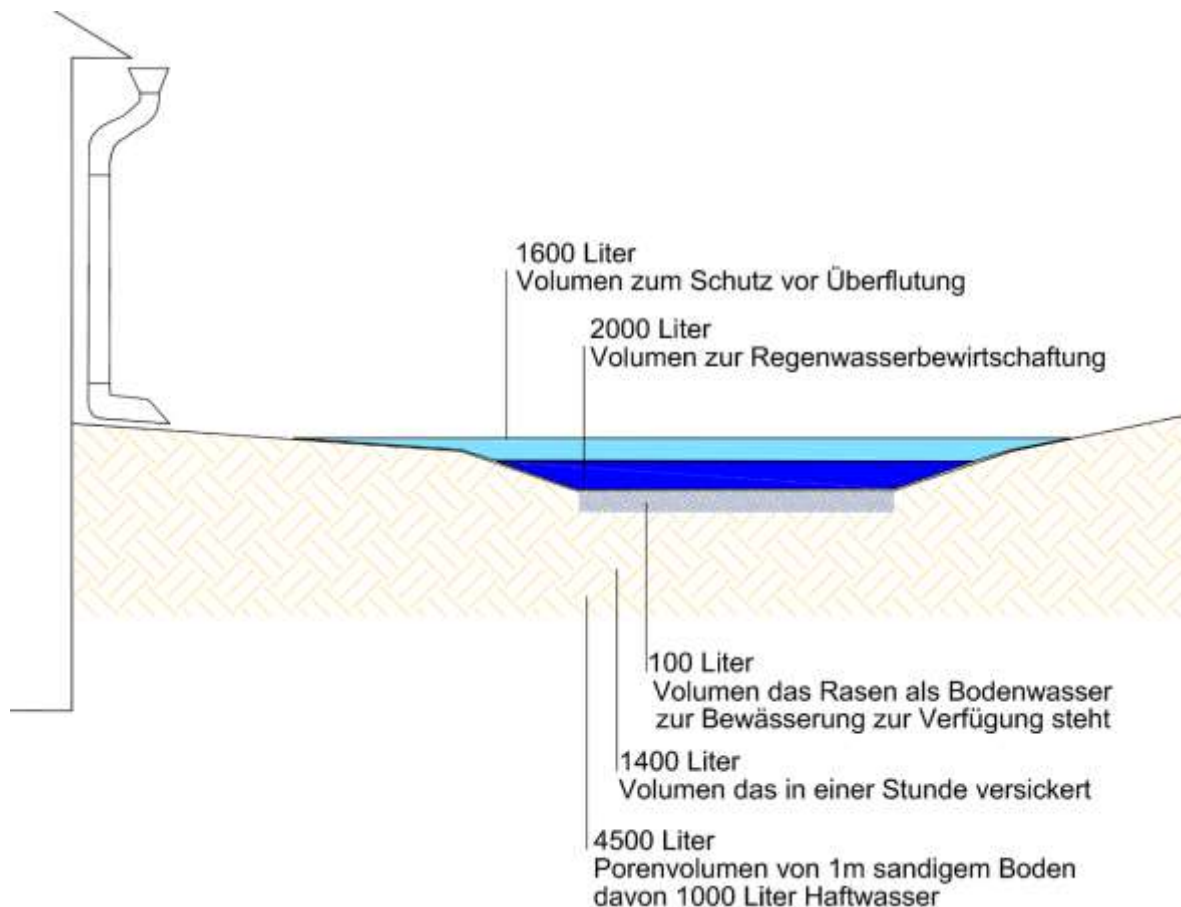 1600 Liter
Volumen zum Schutz vor Überflutung
2000 Liter
Volumen zur Regenwasserbewirtschaftung
100 Liter
Volumen das Rasen als Bodenwasser
zur Bewässerung zur Verfügung steht
1400 Liter
Volumen das in einer Stunde versickert
4500 Liter
Porenvolumen von 1m sandigem Boden
davon 1000 Liter Haftwasser